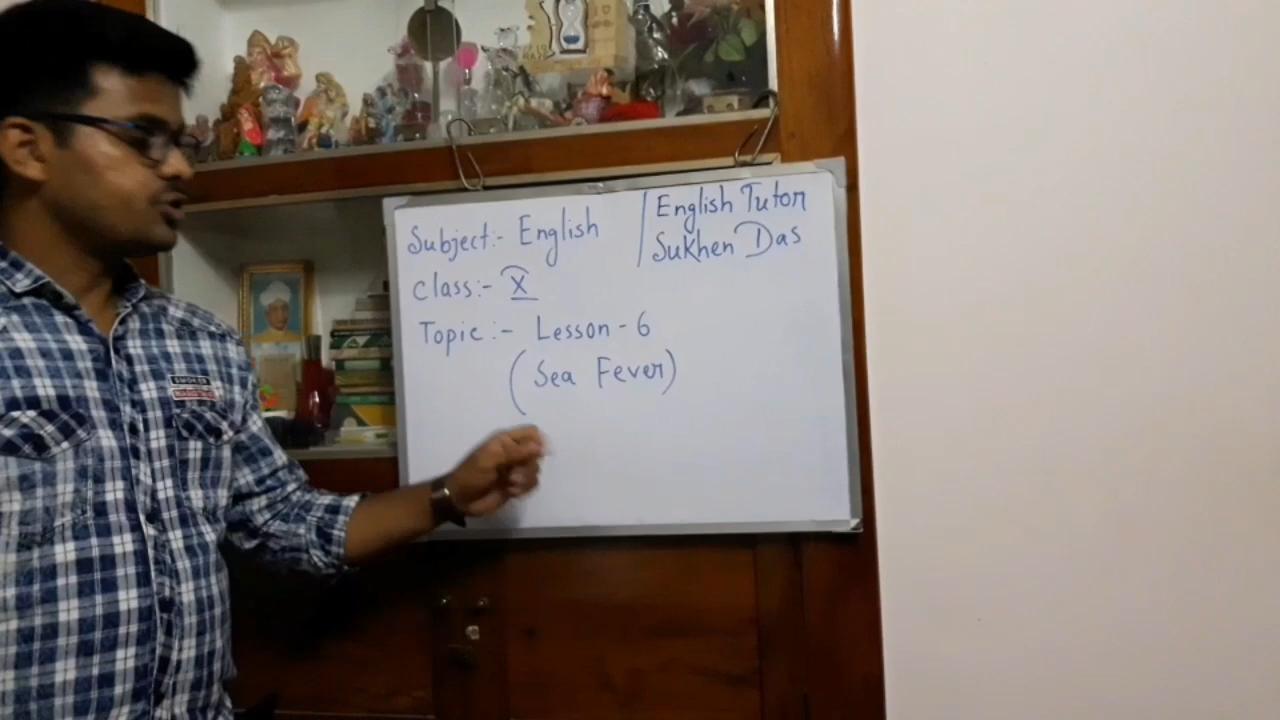 Subject:- English
Class:- X
Topic:- Lesson-6
(Sea Fever)
English Tutor
Sukhen Das